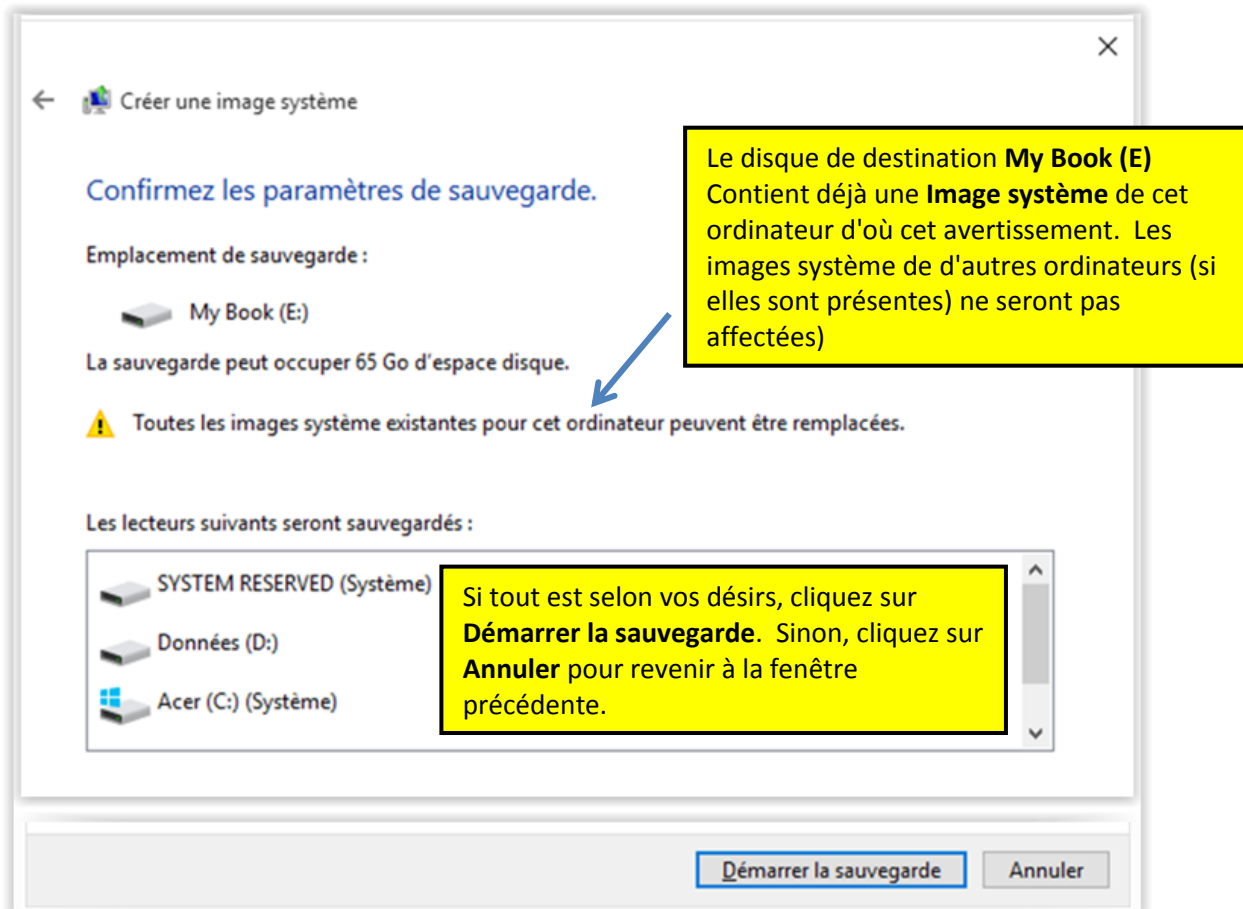 Créer une image système
Le disque de destination My Book (E)
Contient déjà une Image système de cet
ordinateur d'où cet avertissement.  Les
images système de d'autres ordinateurs (si
elles sont présentes) ne seront pas
affectées)
Confirmez les paramètres de sauvegarde.
Emplacement de sauvegarde :
My Book (E:)
La sauvegarde peut occuper 65 Go d'espace disque.
Toutes les images système existantes pour cet ordinateur peuvent être remplacées.
Les lecteurs suivants seront sauvegardés :
SYSTEM RESERVED (Système)
Données (D:)
Acer (C:) (Système)
Si tout est selon vos désirs, cliquez sur
Démarrer la sauvegarde.  Sinon, cliquez sur
Annuler pour revenir à la fenêtre
précédente.
Démarrer la sauvegarde
Annuler